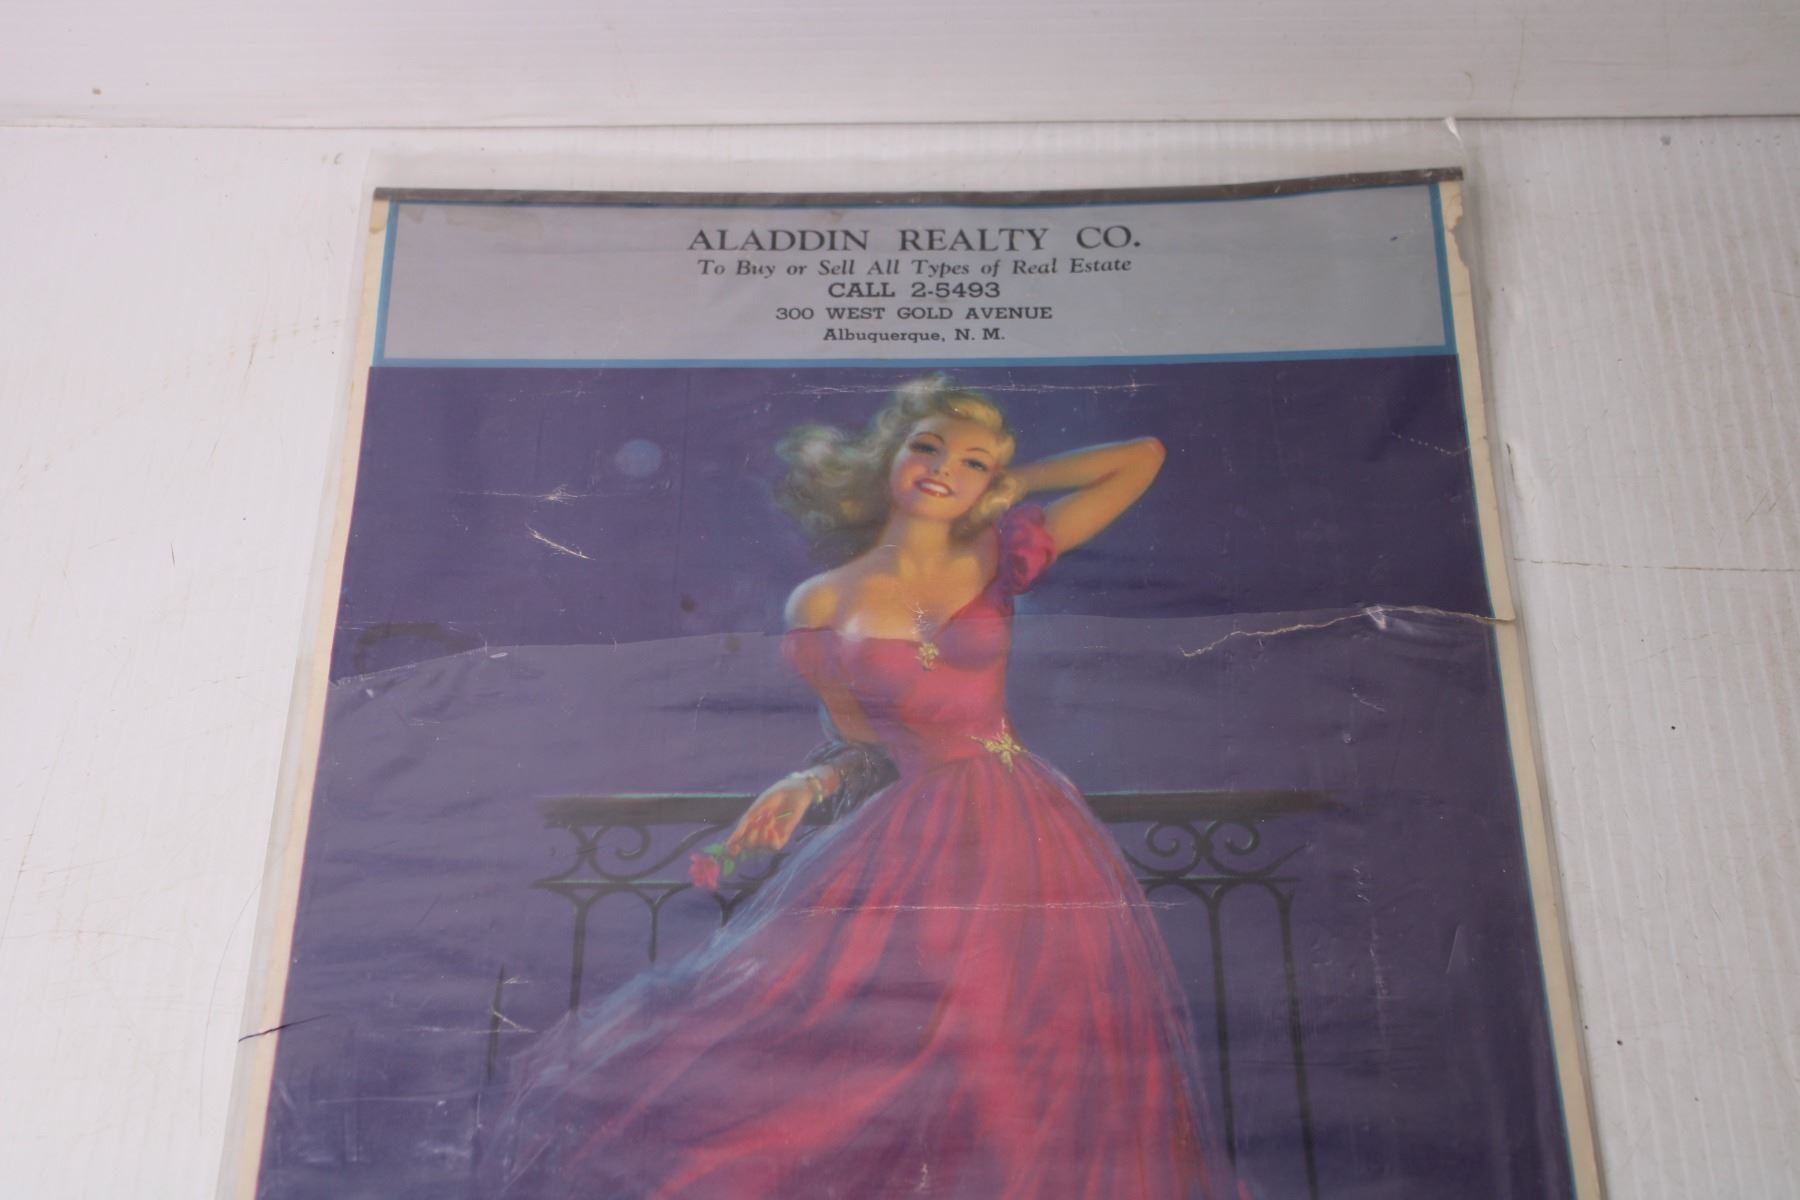 ALADDIN REALTY CO.
To Buy or Sell All Types of Real Estate
CALL 2-5493
300 WEST GOLD AVENUE
Albuquerque, N. M.